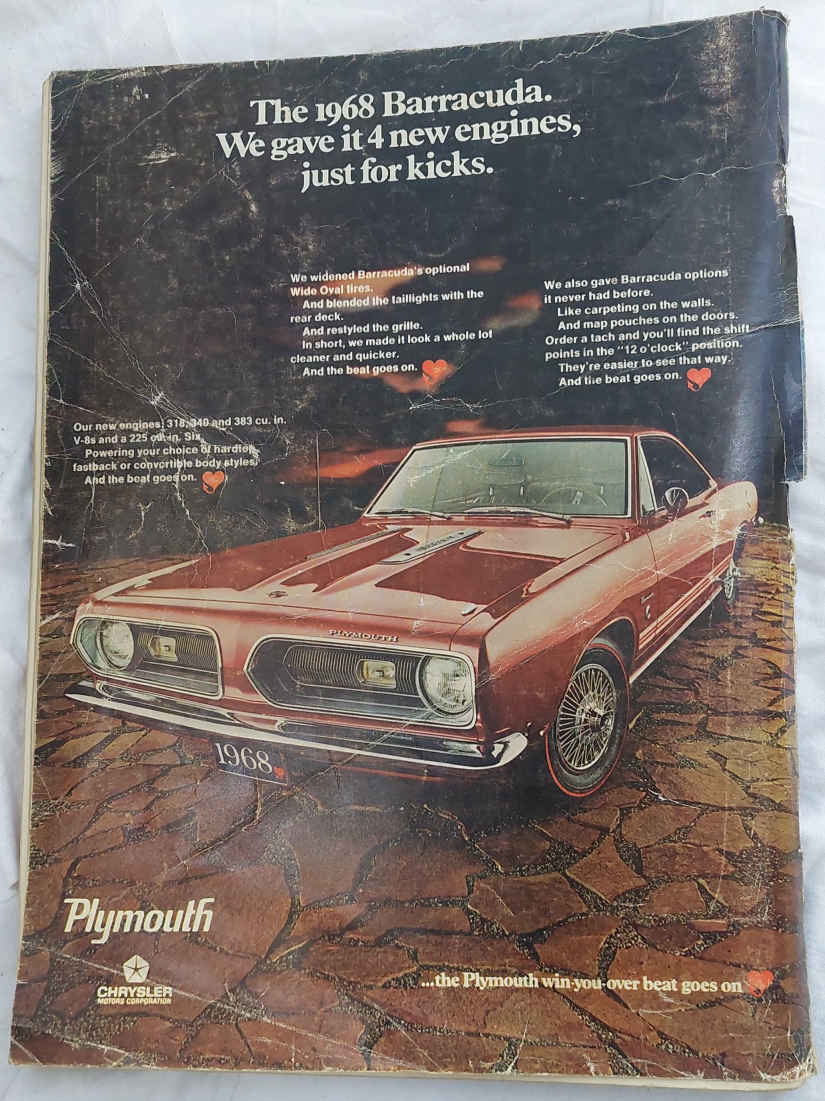 The 1968 Barracuda.
We gave it 4 new engines,
just for kicks.
We widened Barracuda's optional
Wide Oval tires.
And blended the taillights with the
rear deck.
And restyled the grille.
In short, we made it look a whole lot
cleaner and quicker.
And the beat goes on.
We also gave Barracuda options
it never had before.
Like carpeting on the walls.
And map pouches on the doors.
Order a tach and you'll find the shift
points in the "12 o'clock" position.
They're easier to see that way.
And the beat goes on.
Our new engines: 318, 340 and 383 cu. in.
V-8s and a 225 cu. in. Six.
Powering your choice of hardtop,
fastback or convertible body styles.
And the beat goes on.
PLYMOUTH
1968
Plymouth
CHRYSLER
MOTORS CORPORATION
...the Plymouth win-you-over beat goes on